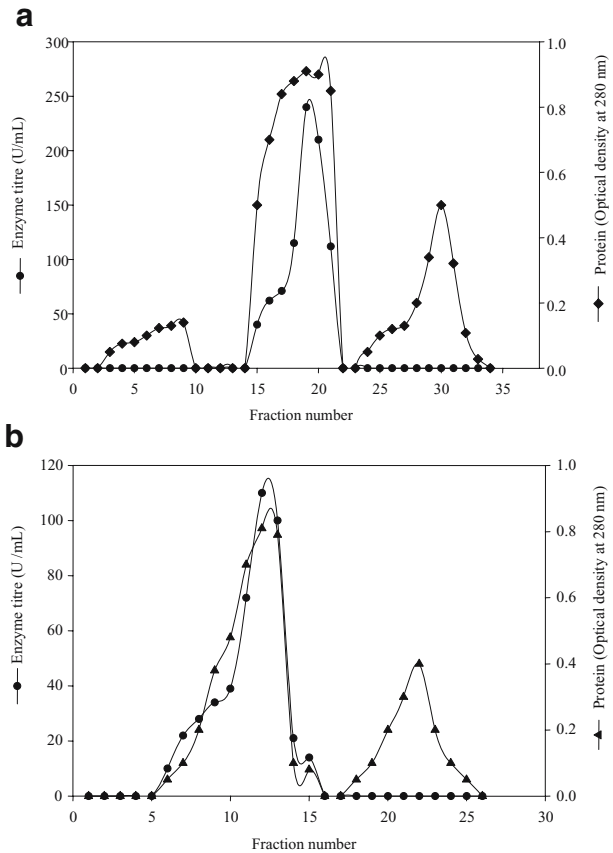 a
300
250
200
150
100
50
0
Enzyme titre (U/mL)
1.0
0.8
0.6
0.4
0.2
0.0
Protein (Optical density at 280 nm)
0 5 10 15 20 25 30 35
Fraction number
b
120
100
80
60
40
20
0
Enzyme titre (U /mL)
1.0
0.8
0.6
0.4
0.2
0.0
Protein (Optical density at 280 nm)
0 5 10 15 20 25 30
Fraction number